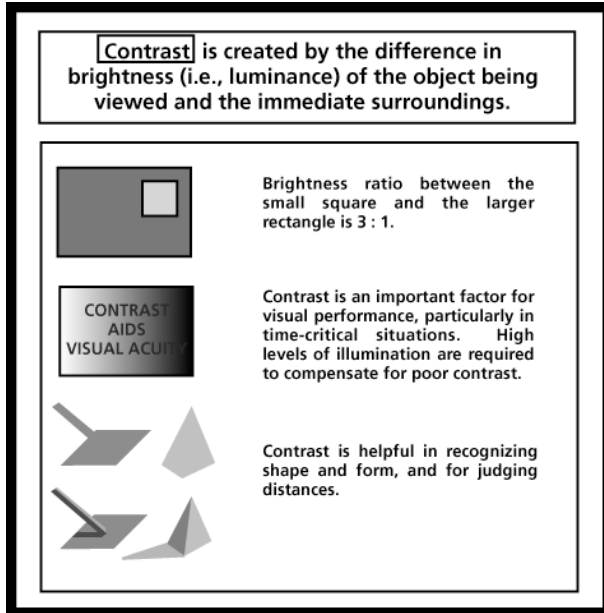 Contrast is created by the difference in
brightness (i.e., luminance) of the object being
viewed and the immediate surroundings.
Brightness ratio between the
small square and the larger
rectangle is 3 : 1.
CONTRAST
AIDS
VISUAL ACUITY
Contrast is an important factor for
visual performance, particularly in
time-critical situations. High
levels of illumination are required
to compensate for poor contrast.
Contrast is helpful in recognizing
shape and form, and for judging
distances.